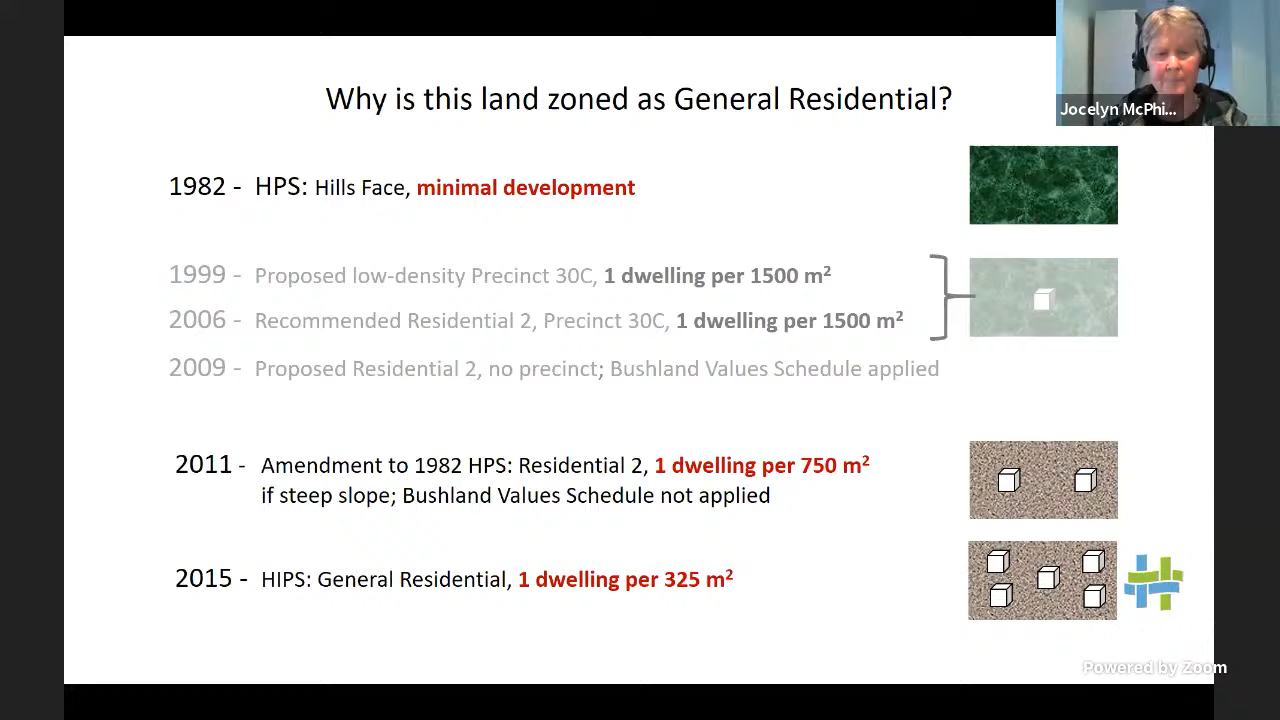 Why is this land zoned as General Residential?
Jocelyn McPhi...
1982 - HPS: Hills Face, minimal development
1999 - Proposed low-density Precinct 30C, 1 dwelling per 1500 m²
2006 - Recommended Residential 2, Precinct 30C, 1 dwelling per 1500 m²
2009 - Proposed Residential 2, no precinct; Bushland Values Schedule applied
2011 - Amendment to 1982 HPS: Residential 2, 1 dwelling per 750 m²
if steep slope; Bushland Values Schedule not applied
2015 - HIPS: General Residential, 1 dwelling per 325 m²
Powered by Zoom